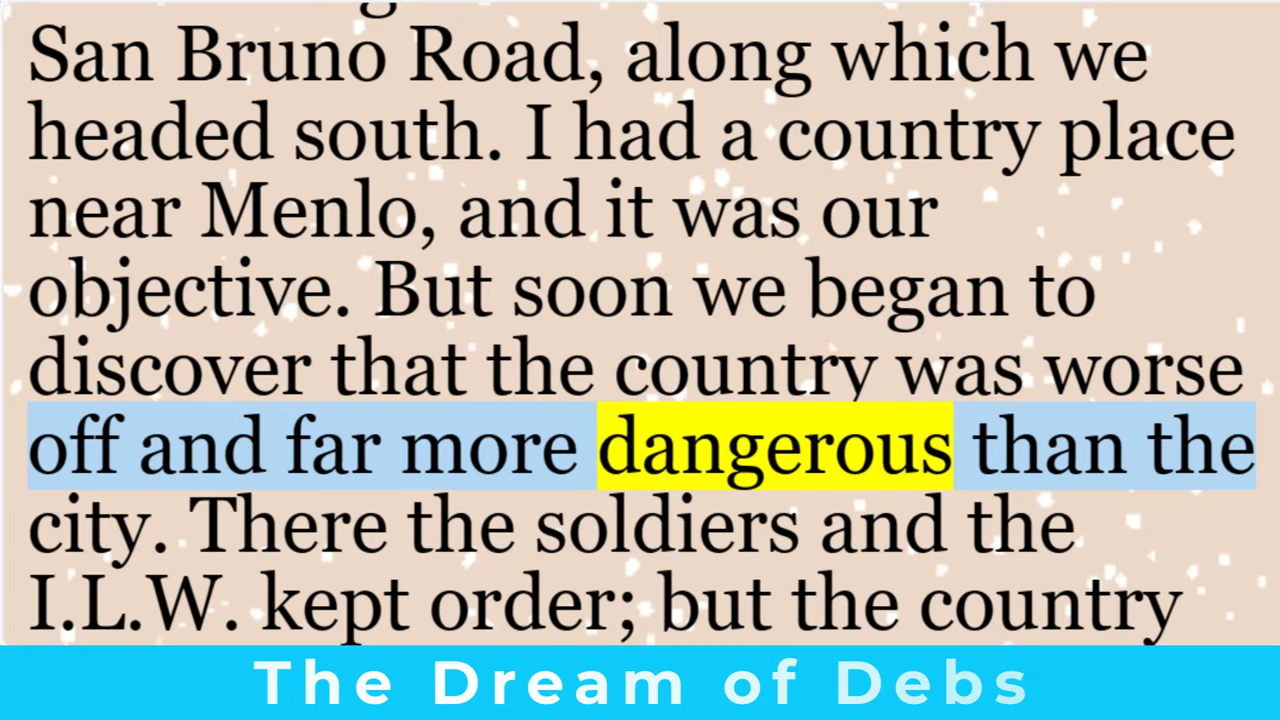 San Bruno Road, along which we
headed south. I had a country place
near Menlo, and it was our
objective. But soon we began to
discover that the country was worse
off and far more dangerous than the
city. There the soldiers and the
I.L.W. kept order; but the country
The Dream of Debs